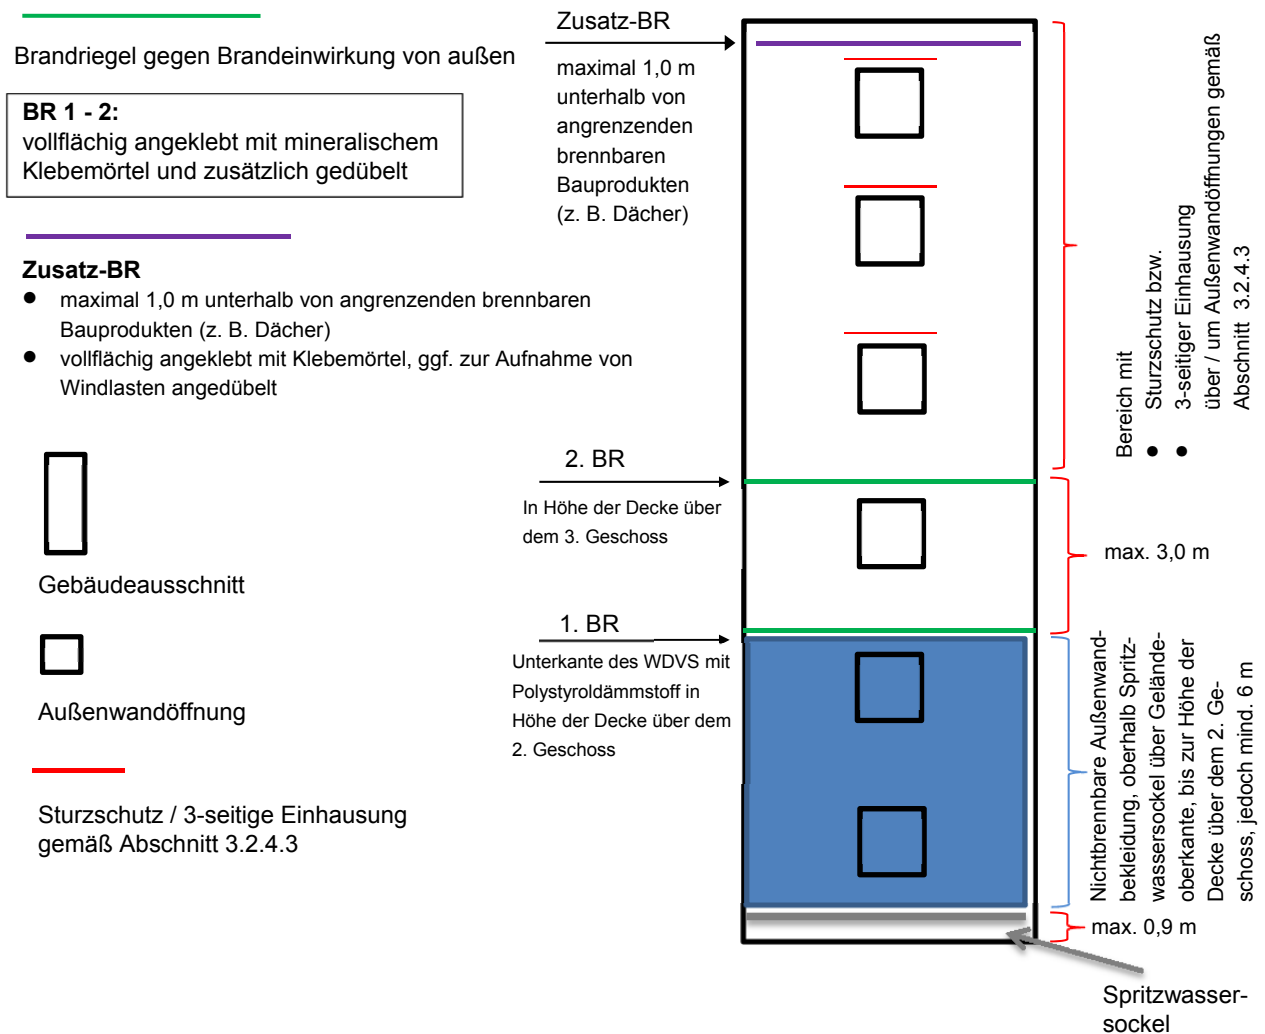 Brandriegel gegen Brandeinwirkung von außen
BR 1 - 2:
vollflächig angeklebt mit mineralischem
Klebemörtel und zusätzlich gedübelt
Zusatz-BR
● maximal 1,0 m unterhalb von angrenzenden brennbaren
Bauprodukten (z. B. Dächer)
● vollflächig angeklebt mit Klebemörtel, ggf. zur Aufnahme von
Windlasten angedübelt
Gebäudeausschnitt
Außenwandöffnung
Sturzschutz / 3-seitige Einhausung
gemäß Abschnitt 3.2.4.3
Zusatz-BR
maximal 1,0 m
unterhalb von
angrenzenden
brennbaren
Bauprodukten
(z. B. Dächer)
2. BR
In Höhe der Decke über
dem 3. Geschoss
1. BR
Unterkante des WDVS mit
Polystyroldämmstoff in
Höhe der Decke über dem
2. Geschoss
Bereich mit
● Sturzschutz bzw.
● 3-seitiger Einhausung
über / um Außenwandöffnungen gemäß
Abschnitt 3.2.4.3
max. 3,0 m
Nichtbrennbare Außenwand-
bekleidung, oberhalb Spritz-
wassersockel über Gelände-
oberkante, bis zur Höhe der
Decke über dem 2. Ge-
schoss, jedoch mind. 6 m
max. 0,9 m
Spritzwasser-
sockel